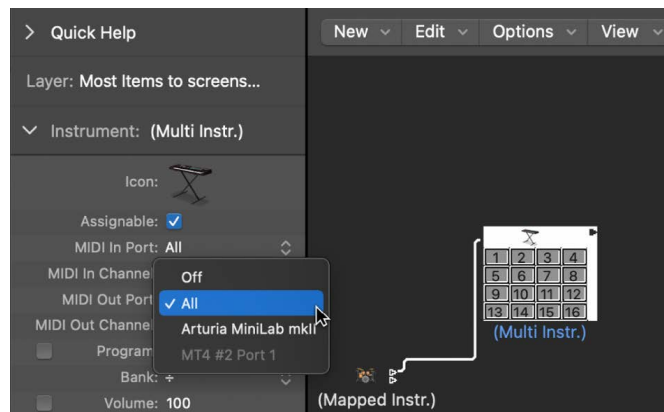 Quick Help
Layer: Most Items to screens...
Instrument: (Multi Instr.)
Icon:
Assignable:
MIDI In Port: All
MIDI In Channel
MIDI Out Port
MIDI Out Channel
Program
Bank: ÷
Volume: 100
Off
✓ All
Arturia MiniLab mkII
MT4 #2 Port 1
New Edit Options View
1 2 3 4
5 6 7 8
9 10 11 12
13 14 15 16
(Multi Instr.)
(Mapped Instr.)